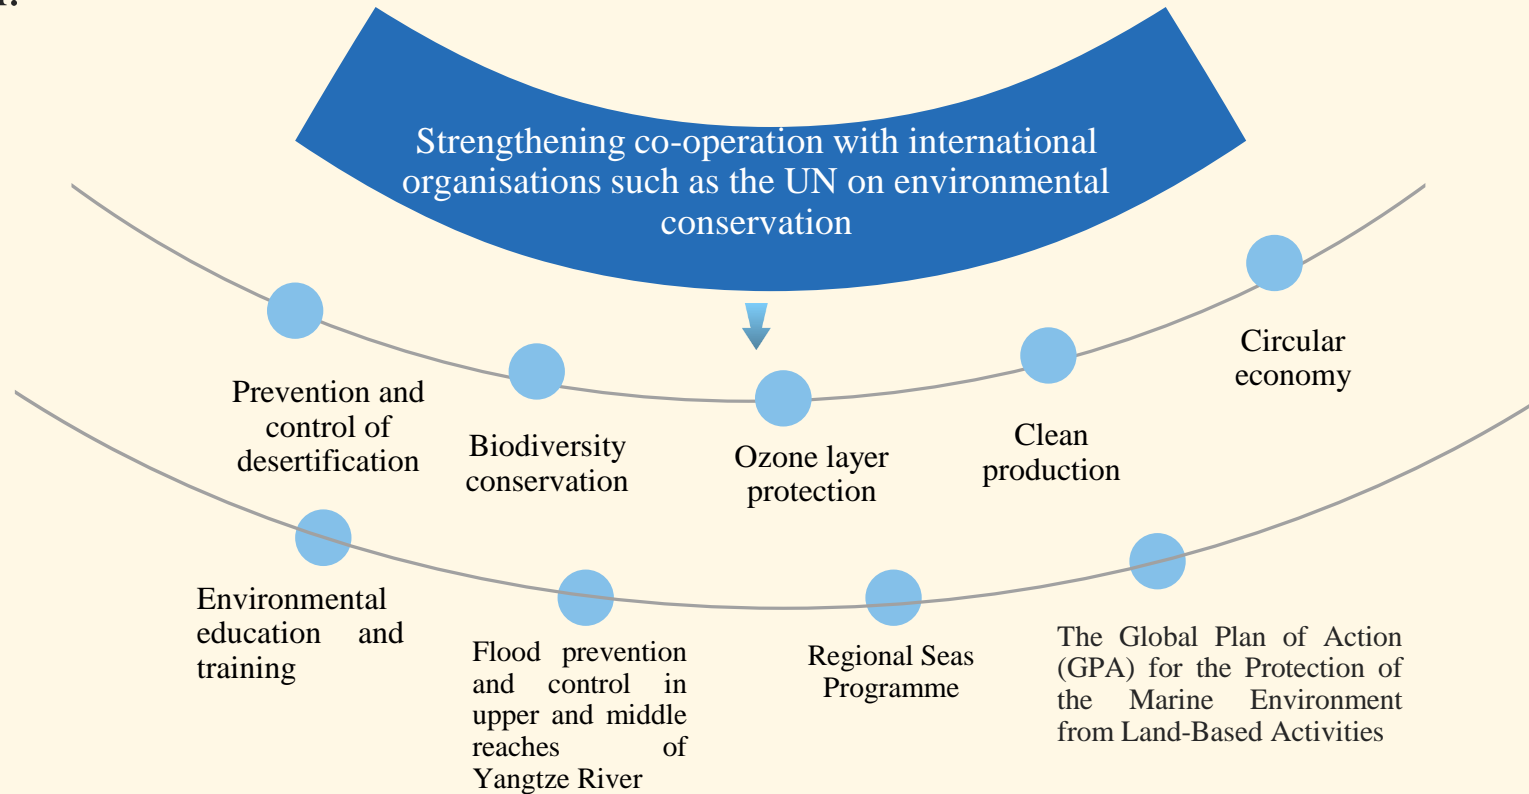 Strengthening co-operation with international
organisations such as the UN on environmental
conservation
Prevention and
control of
desertification
Biodiversity
conservation
Ozone layer
protection
Clean
production
Circular
economy
Environmental
education and
training
Flood prevention
and control in
upper and middle
reaches of
Yangtze River
Regional Seas
Programme
The Global Plan of Action
(GPA) for the Protection of
the Marine Environment
from Land-Based Activities